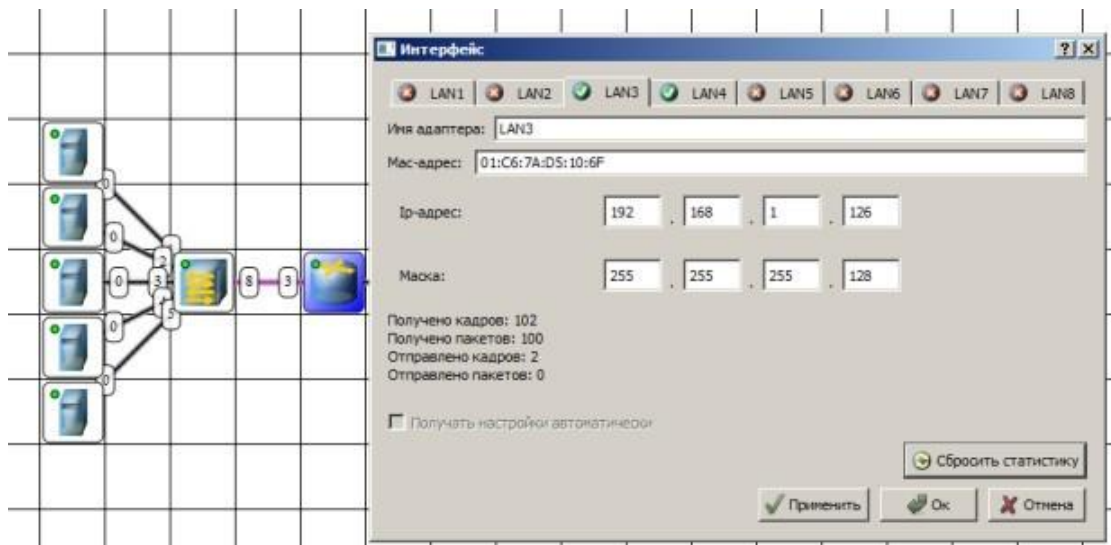 Интерфейс
LAN1 LAN2 LAN3 LAN4 LAN5 LAN6 LAN7 LAN8
Имя адаптера: LAN3
Mac-адрес: 01:C6:7A:D5:10:6F
Ip-адрес: 192 . 168 . 1 . 126
Маска: 255 . 255 . 255 . 128
Получено кадров: 102
Получено пакетов: 100
Отправлено кадров: 2
Отправлено пакетов: 0
Получать настройки автоматически
Сбросить статистику
Применить Ок Отмена
0
0 2
0 3 8 3
0
5
0